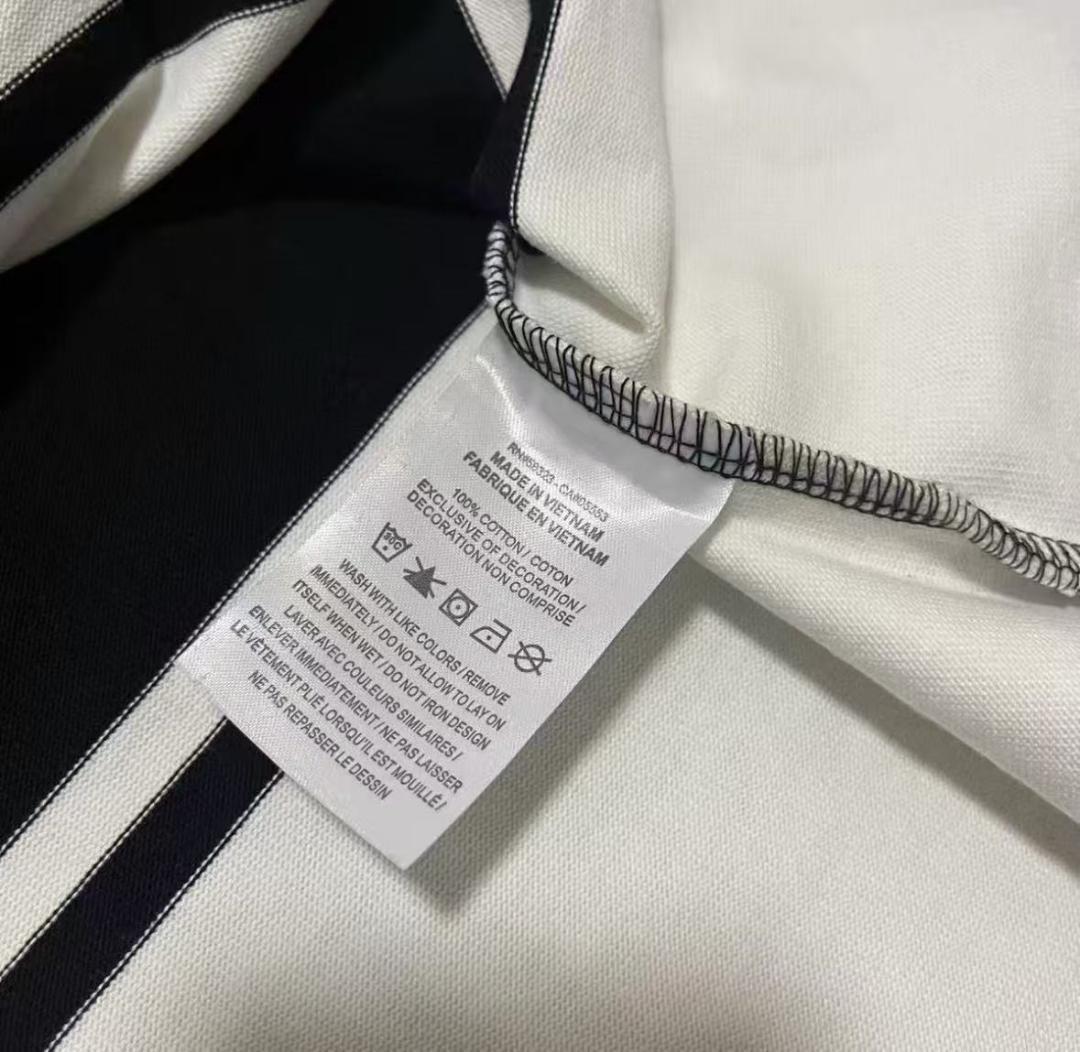 MADE IN VIETNAM
FABRIQUE EN VIETNAM
100% COTTON / COTON
EXCLUSIVE OF DECORATION /
DECORATION NON COMPRISE
30C
WASH WITH LIKE COLORS / REMOVE
IMMEDIATELY / DO NOT ALLOW TO LAY ON
ITSELF WHEN WET / DO NOT IRON DESIGN
LAVER AVEC COULEURS SIMILAIRES /
ENLEVER IMMEDIATEMENT / NE PAS LAISSER
LE VÊTEMENT PLIÉ LORSQU'IL EST MOUILLÉ /
NE PAS REPASSER LE DESSIN